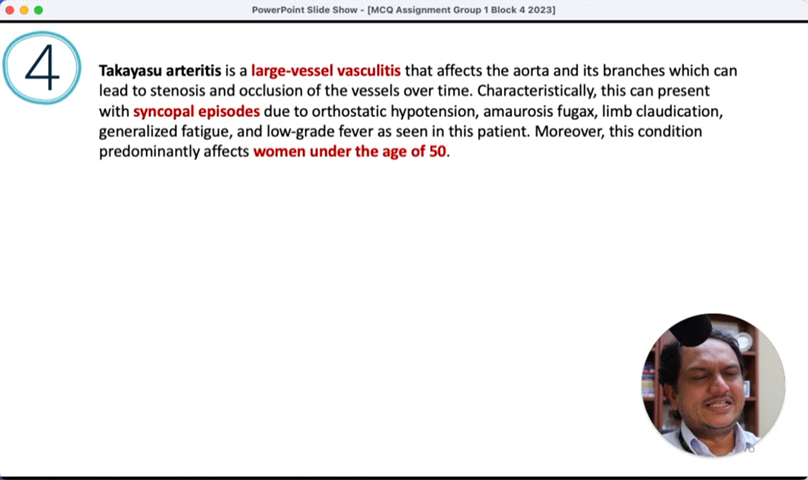 PowerPoint Slide Show - [MCQ Assignment Group 1 Block 4 2023]
4
Takayasu arteritis is a large-vessel vasculitis that affects the aorta and its branches which can
lead to stenosis and occlusion of the vessels over time. Characteristically, this can present
with syncopal episodes due to orthostatic hypotension, amaurosis fugax, limb claudication,
generalized fatigue, and low-grade fever as seen in this patient. Moreover, this condition
predominantly affects women under the age of 50.